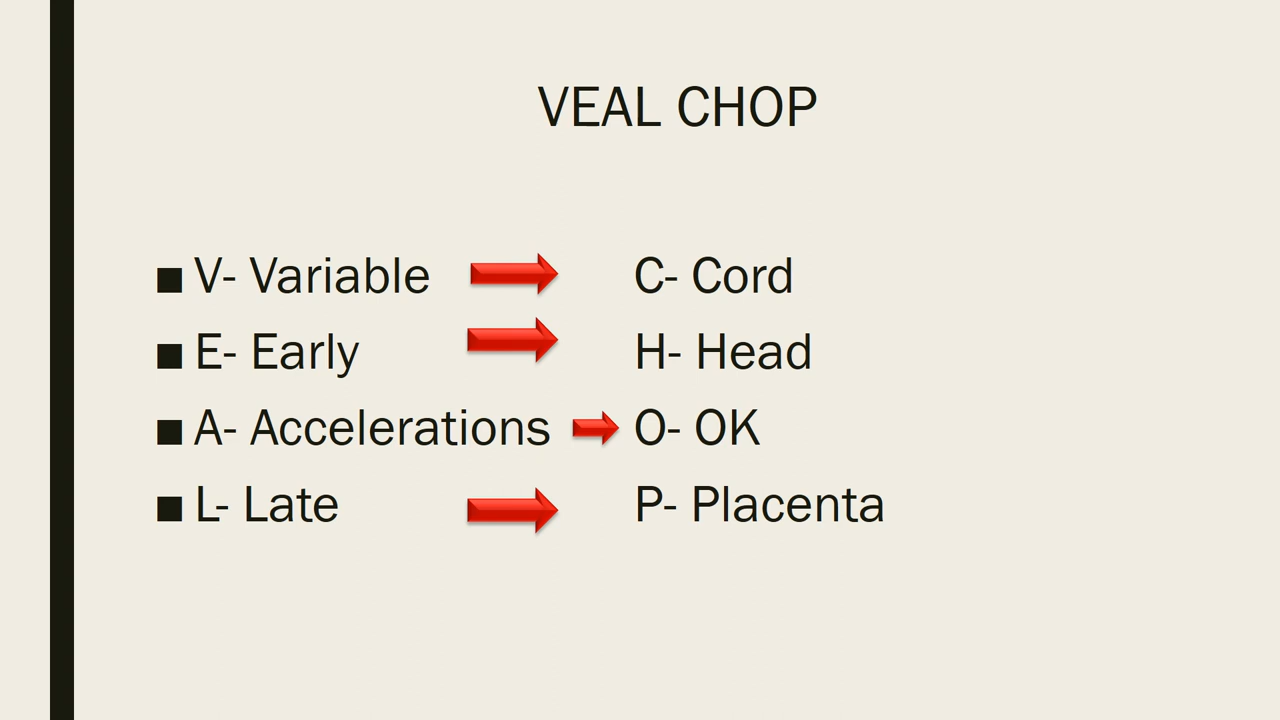 VEAL CHOP
■ V- Variable C- Cord
■ E- Early H- Head
■ A- Accelerations O- OK
■ L- Late P- Placenta